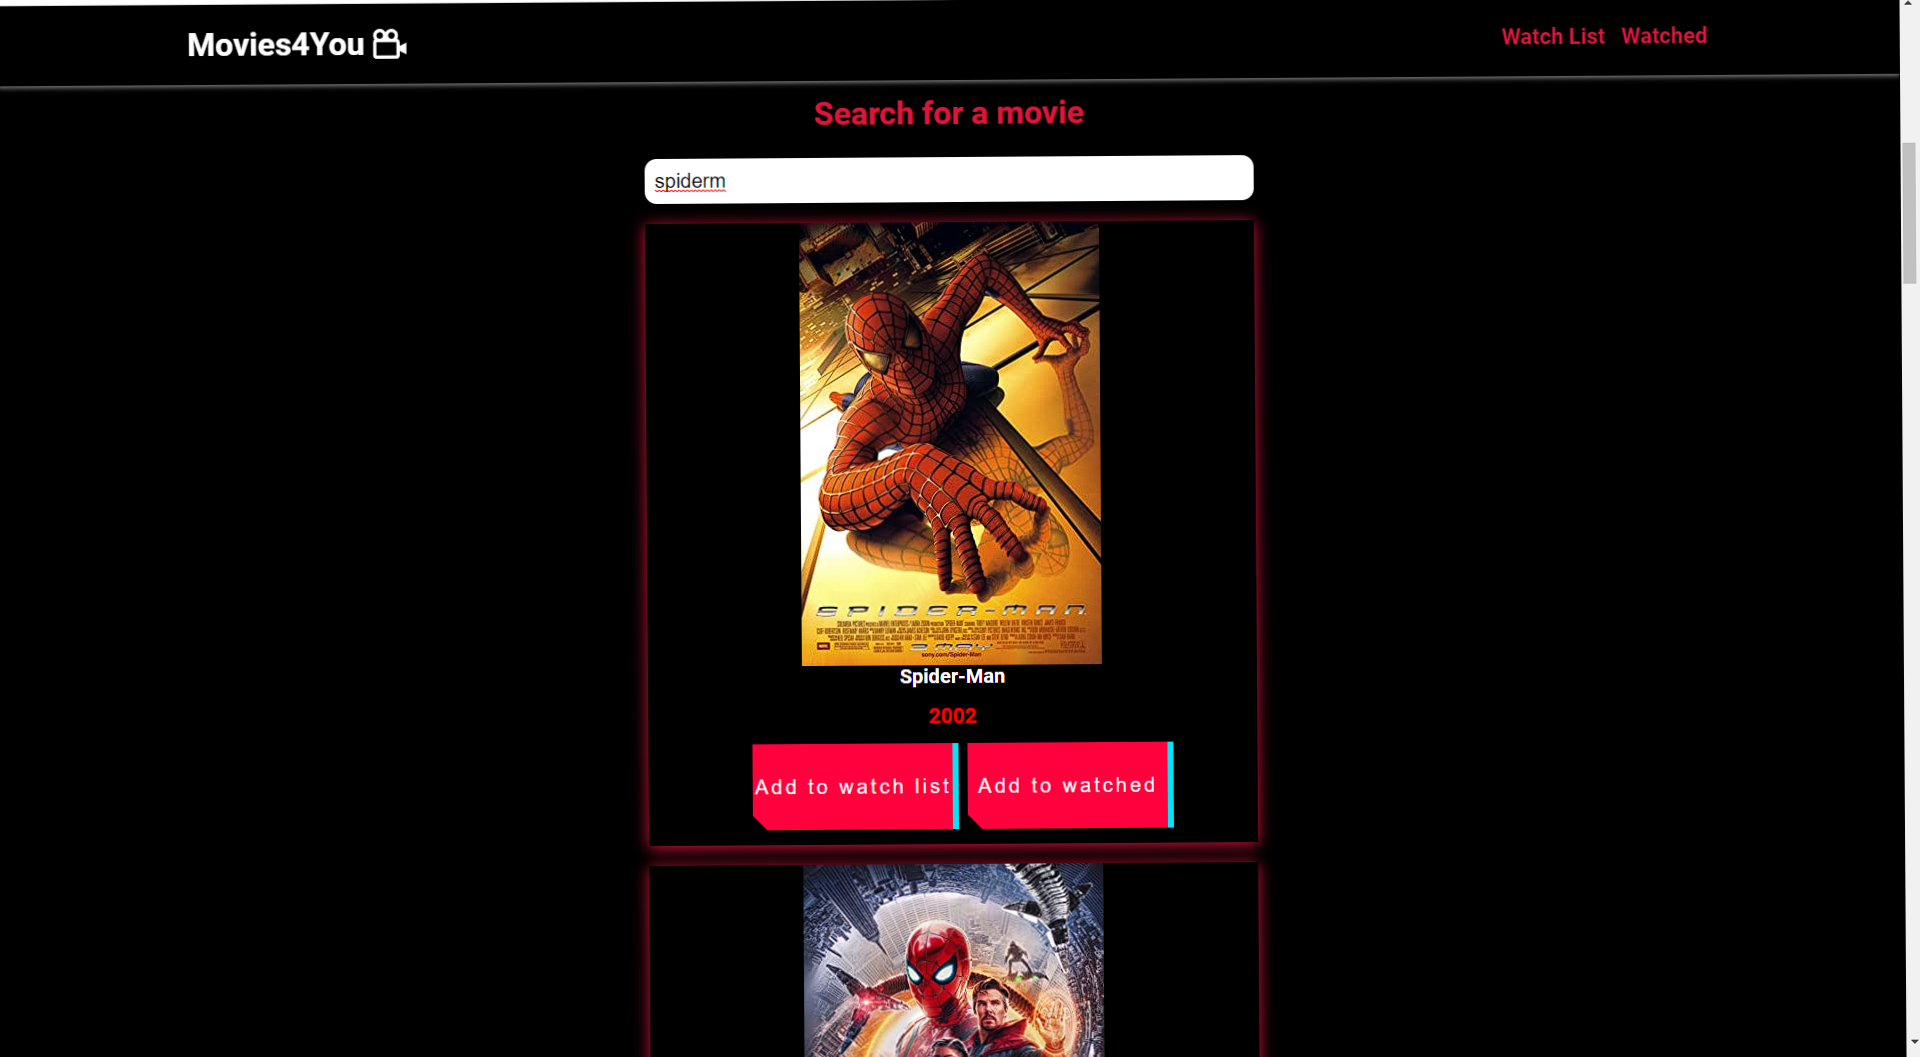 Movies4You
Watch List Watched
Search for a movie
spiderm
SPIDER-MAN
sony.com/Spider-Man
Spider-Man
2002
Add to watch list
Add to watched